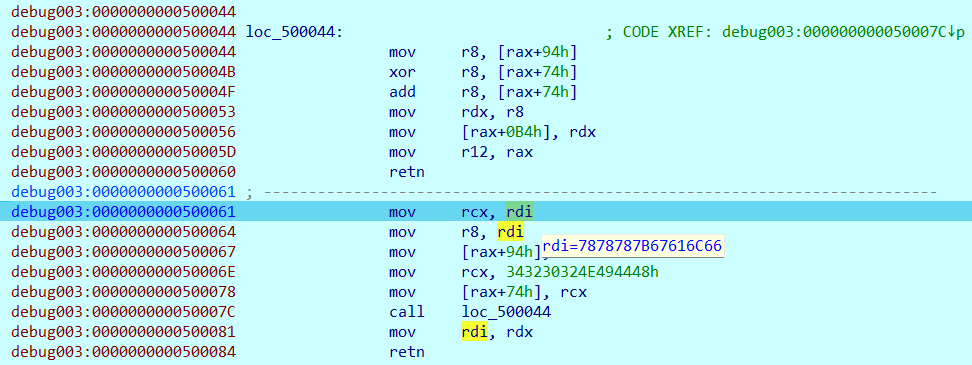 debug003:0000000000500044
debug003:0000000000500044 loc_500044: ; CODE XREF: debug003:000000000050007C↓p
debug003:0000000000500044 mov r8, [rax+94h]
debug003:000000000050004B xor r8, [rax+74h]
debug003:000000000050004F add r8, [rax+74h]
debug003:0000000000500053 mov rdx, r8
debug003:0000000000500056 mov [rax+0B4h], rdx
debug003:000000000050005D mov r12, rax
debug003:0000000000500060 retn
debug003:0000000000500061 ; ---------------------------------------------------------------------------
debug003:0000000000500061 mov rcx, rdi
debug003:0000000000500064 mov r8, rdi
debug003:0000000000500067 mov [rax+94h], rdi=7878787B67616C66
debug003:000000000050006E mov rcx, 343230324E494448h
debug003:0000000000500078 mov [rax+74h], rcx
debug003:000000000050007C call loc_500044
debug003:0000000000500081 mov rdi, rdx
debug003:0000000000500084 retn